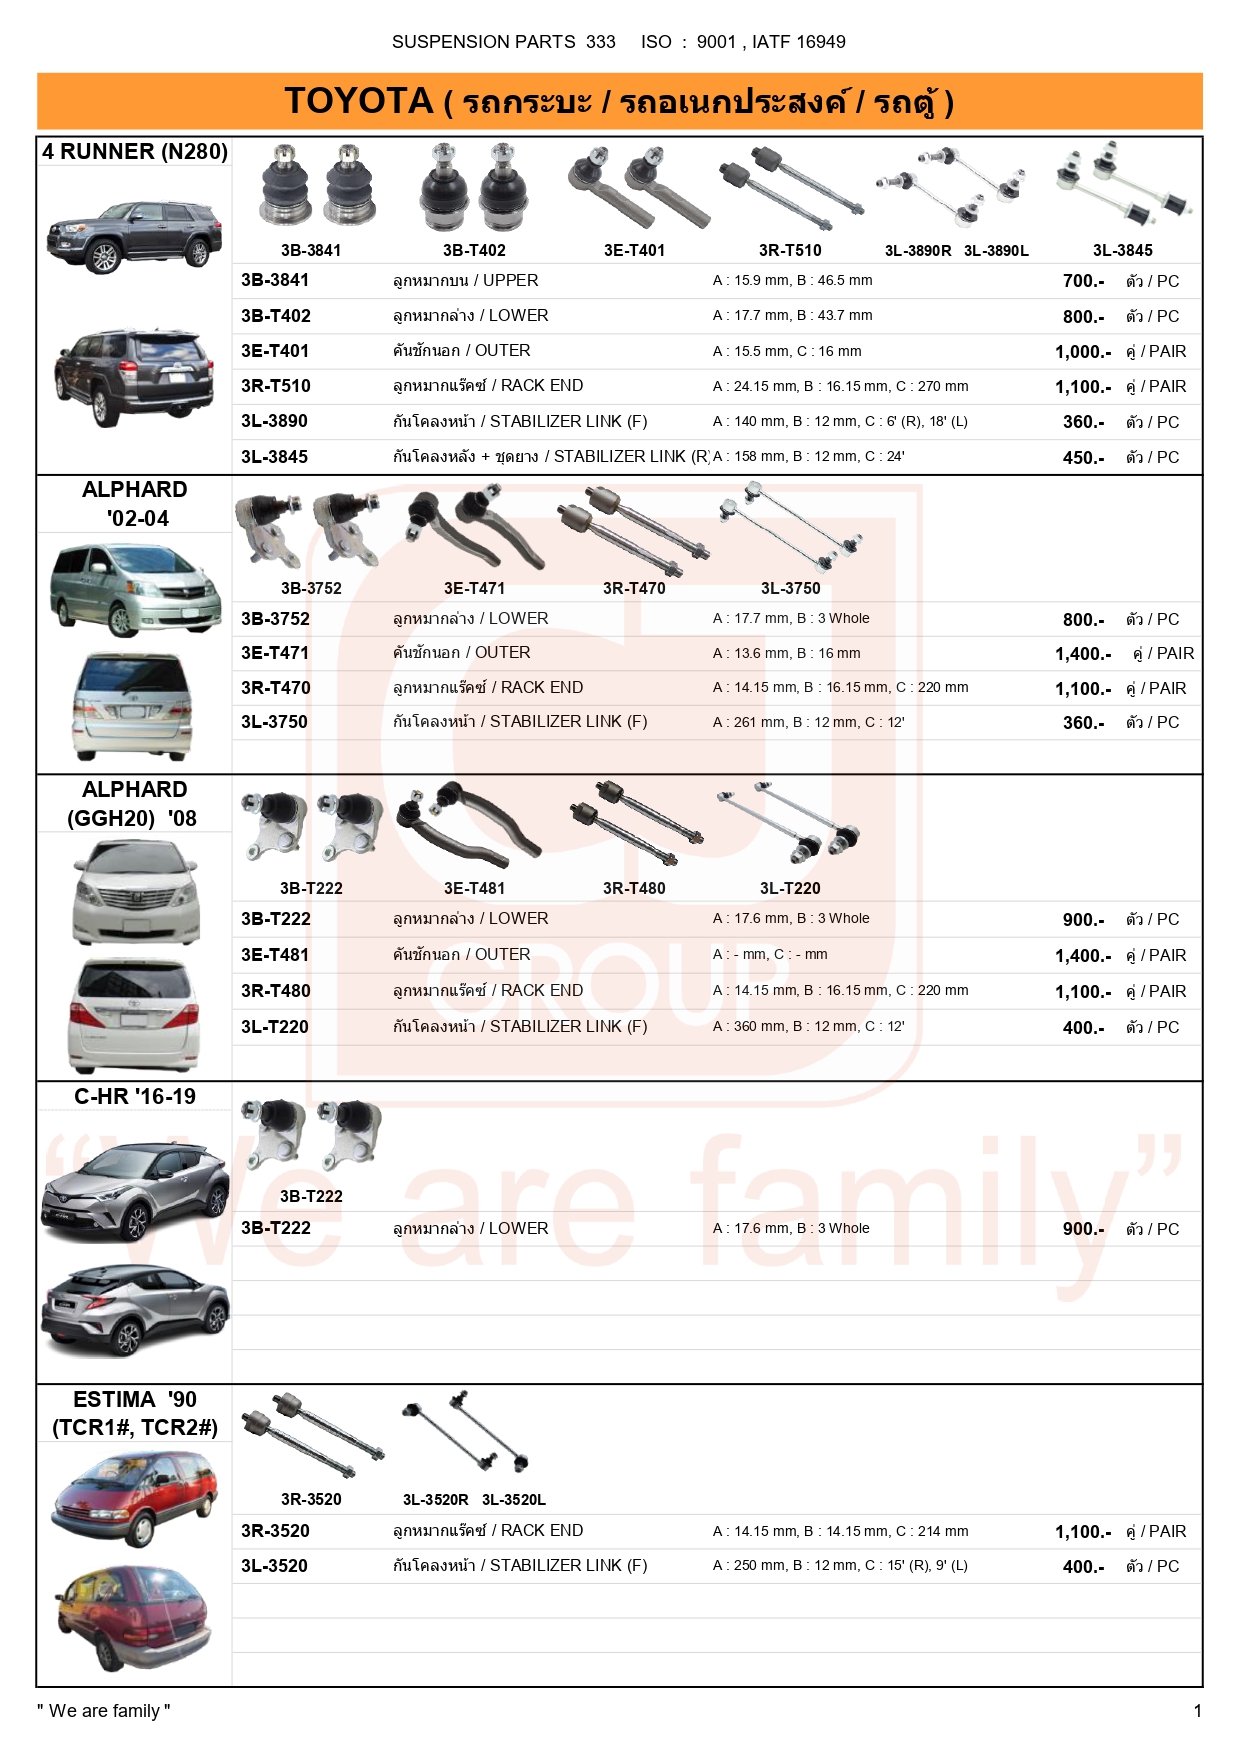 SUSPENSION PARTS 333 ISO : 9001 , IATF 16949
TOYOTA ( รถกระบะ / รถอเนกประสงค์ / รถตู้ )
4 RUNNER (N280)
3B-3841 3B-T402 3E-T401 3R-T510 3L-3890R 3L-3890L 3L-3845
3B-3841 ลูกหมากบน / UPPER A : 15.9 mm, B : 46.5 mm 700.- ตัว / PC
3B-T402 ลูกหมากล่าง / LOWER A : 17.7 mm, B : 43.7 mm 800.- ตัว / PC
3E-T401 คันชักนอก / OUTER A : 15.5 mm, C : 16 mm 1,000.- คู่ / PAIR
3R-T510 ลูกหมากแร๊คซ์ / RACK END A : 24.15 mm, B : 16.15 mm, C : 270 mm 1,100.- คู่ / PAIR
3L-3890 กันโคลงหน้า / STABILIZER LINK (F) A : 140 mm, B : 12 mm, C : 6' (R), 18' (L) 360.- ตัว / PC
3L-3845 กันโคลงหลัง + ชุดยาง / STABILIZER LINK (R) A : 158 mm, B : 12 mm, C : 24' 450.- ตัว / PC
ALPHARD
'02-04
3B-3752 3E-T471 3R-T470 3L-3750
3B-3752 ลูกหมากล่าง / LOWER A : 17.7 mm, B : 3 Whole 800.- ตัว / PC
3E-T471 คันชักนอก / OUTER A : 13.6 mm, B : 16 mm 1,400.- คู่ / PAIR
3R-T470 ลูกหมากแร๊คซ์ / RACK END A : 14.15 mm, B : 16.15 mm, C : 220 mm 1,100.- คู่ / PAIR
3L-3750 กันโคลงหน้า / STABILIZER LINK (F) A : 261 mm, B : 12 mm, C : 12' 360.- ตัว / PC
ALPHARD
(GGH20) '08
3B-T222 3E-T481 3R-T480 3L-T220
3B-T222 ลูกหมากล่าง / LOWER A : 17.6 mm, B : 3 Whole 900.- ตัว / PC
3E-T481 คันชักนอก / OUTER A : - mm, C : - mm 1,400.- คู่ / PAIR
3R-T480 ลูกหมากแร๊คซ์ / RACK END A : 14.15 mm, B : 16.15 mm, C : 220 mm 1,100.- คู่ / PAIR
3L-T220 กันโคลงหน้า / STABILIZER LINK (F) A : 360 mm, B : 12 mm, C : 12' 400.- ตัว / PC
GROUP
C-HR '16-19
3B-T222
3B-T222 ลูกหมากล่าง / LOWER A : 17.6 mm, B : 3 Whole 900.- ตัว / PC
“We are family”
ESTIMA '90
(TCR1#, TCR2#)
3R-3520 3L-3520R 3L-3520L
3R-3520 ลูกหมากแร๊คซ์ / RACK END A : 14.15 mm, B : 14.15 mm, C : 214 mm 1,100.- คู่ / PAIR
3L-3520 กันโคลงหน้า / STABILIZER LINK (F) A : 250 mm, B : 12 mm, C : 15' (R), 9' (L) 400.- ตัว / PC
" We are family " 1